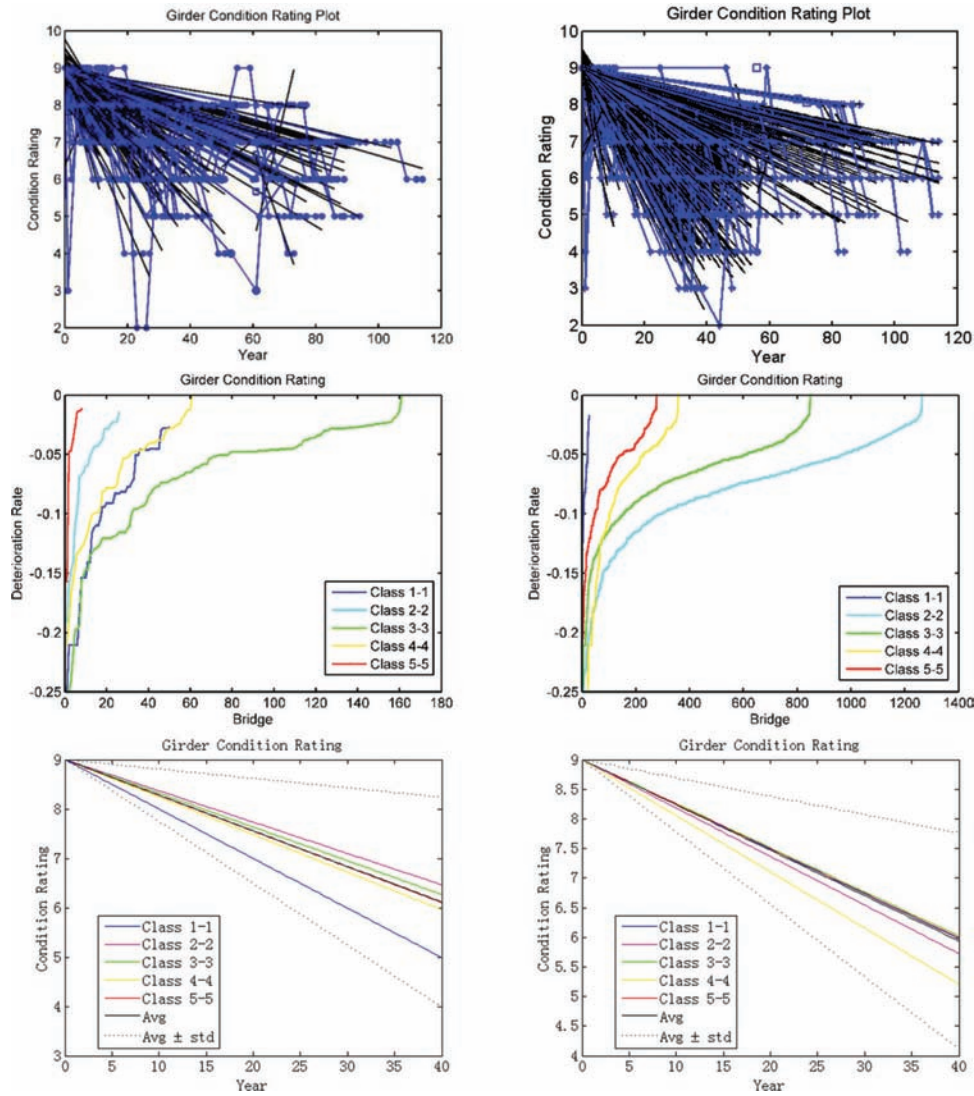 Girder Condition Rating Plot
Condition Rating
10
9
8
7
6
5
4
3
2
0 20 40 60 80 100 120
Year
Girder Condition Rating Plot
Condition Rating
10
9
8
7
6
5
4
3
2
0 20 40 60 80 100 120
Year
Girder Condition Rating
Deterioration Rate
0
-0.05
-0.1
-0.15
-0.2
-0.25
Class 1-1
Class 2-2
Class 3-3
Class 4-4
Class 5-5
0 20 40 60 80 100 120 140 160 180
Bridge
Girder Condition Rating
Deterioration Rate
0
-0.05
-0.1
-0.15
-0.2
-0.25
Class 1-1
Class 2-2
Class 3-3
Class 4-4
Class 5-5
0 200 400 600 800 1000 1200 1400
Bridge
Girder Condition Rating
Condition Rating
9
8
7
6
5
4
3
Class 1-1
Class 2-2
Class 3-3
Class 4-4
Class 5-5
Avg
Avg ± std
0 5 10 15 20 25 30 35 40
Year
Girder Condition Rating
Condition Rating
9
8.5
8
7.5
7
6.5
6
5.5
5
4.5
4
Class 1-1
Class 2-2
Class 3-3
Class 4-4
Class 5-5
Avg
Avg ± std
0 5 10 15 20 25 30 35 40
Year